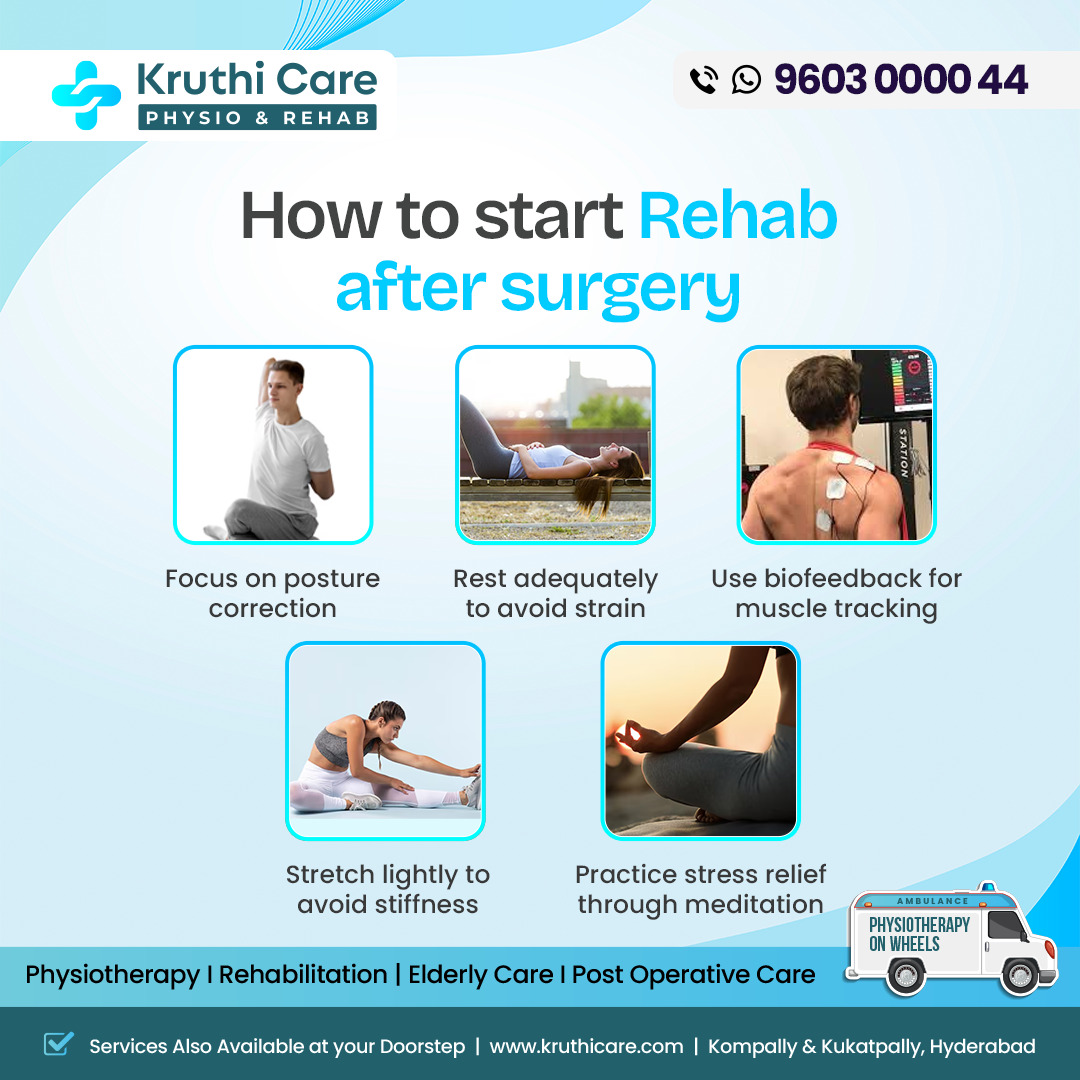 Kruthi Care
PHYSIO & REHAB
9603 0000 44
How to start Rehab
after surgery
STATION
Focus on posture
correction
Rest adequately
to avoid strain
Use biofeedback for
muscle tracking
Stretch lightly to
avoid stiffness
Practice stress relief
through meditation
AMBULANCE
PHYSIOTHERAPY
ON WHEELS
Physiotherapy I Rehabilitation | Elderly Care I Post Operative Care
Services Also Available at your Doorstep | www.kruthicare.com | Kompally & Kukatpally, Hyderabad